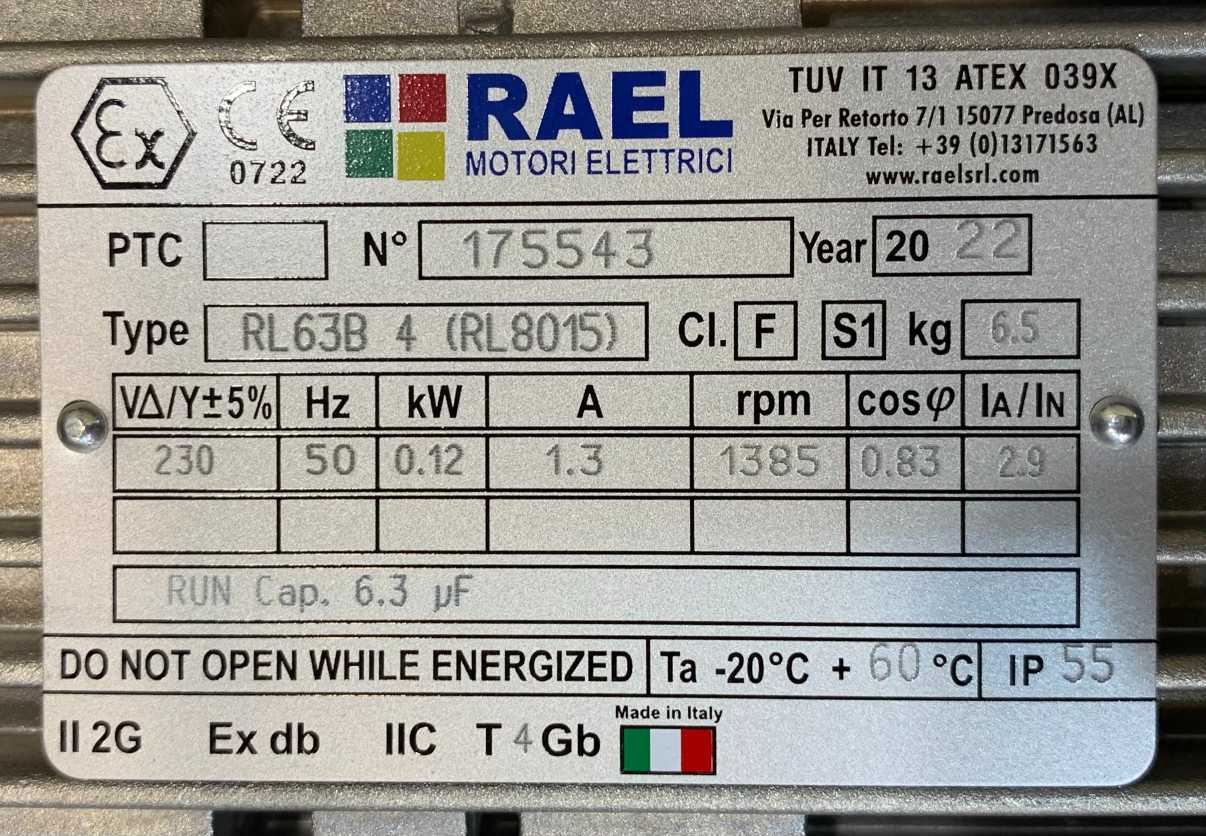 Ex CE 0722
RAEL
MOTORI ELETTRICI
TUV IT 13 ATEX 039X
Via Per Retorto 7/1 15077 Predosa (AL)
ITALY Tel: +39 (0)13171563
www.raelsrl.com
PTC N° 175543 Year 20 22
Type RL63B 4 (RL8015) Cl. F S1 kg 6.5
VΔ/Y±5% Hz kW A rpm cosφ IA/IN
230 50 0.12 1.3 1385 0.83 2.9
RUN Cap. 6.3 µF
DO NOT OPEN WHILE ENERGIZED Ta -20°C + 60 °C IP 55
II 2G Ex db IIC T 4 Gb
Made in Italy